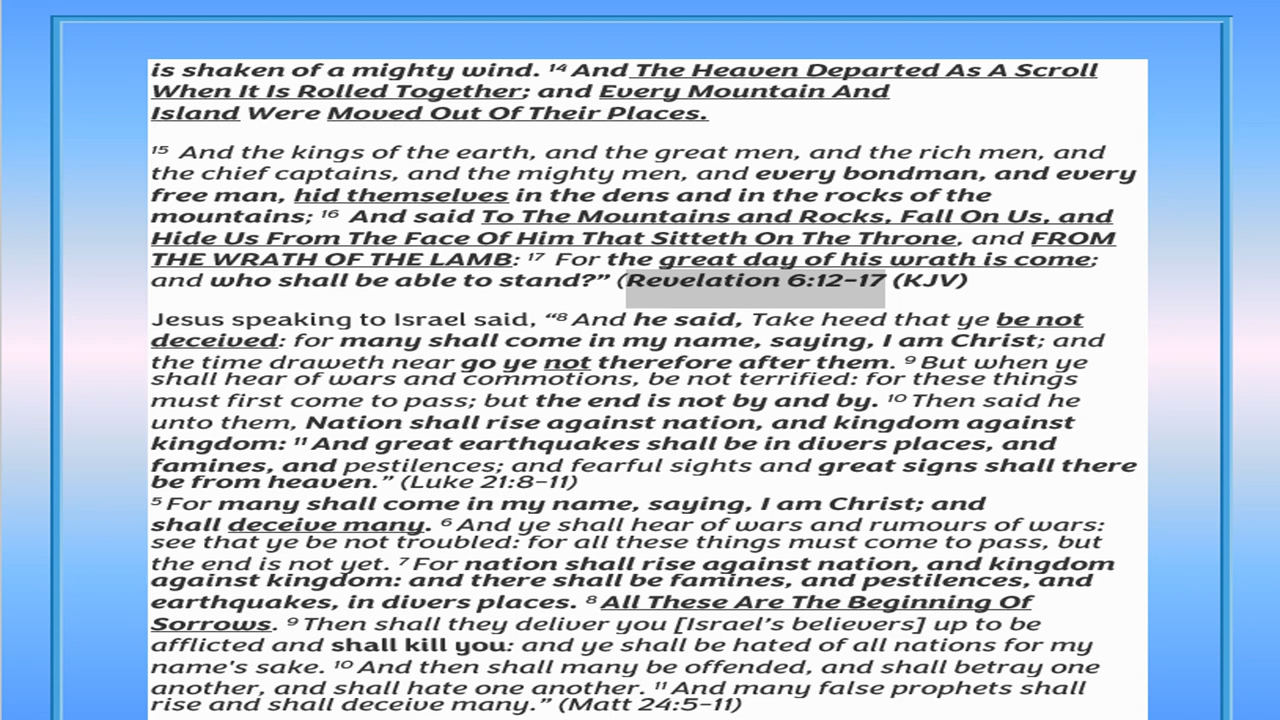 is shaken of a mighty wind. ¹⁴ And The Heaven Departed As A Scroll
When It Is Rolled Together; and Every Mountain And
Island Were Moved Out Of Their Places.
¹⁵ And the kings of the earth, and the great men, and the rich men, and
the chief captains, and the mighty men, and every bondman, and every
free man, hid themselves in the dens and in the rocks of the
mountains; ¹⁶ And said To The Mountains and Rocks, Fall On Us, and
Hide Us From The Face Of Him That Sitteth On The Throne, and FROM
THE WRATH OF THE LAMB: ¹⁷ For the great day of his wrath is come;
and who shall be able to stand?” (Revelation 6:12–17 (KJV)
Jesus speaking to Israel said, “⁸ And he said, Take heed that ye be not
deceived: for many shall come in my name, saying, I am Christ; and
the time draweth near go ye not therefore after them. ⁹ But when ye
shall hear of wars and commotions, be not terrified: for these things
must first come to pass; but the end is not by and by. ¹⁰ Then said he
unto them, Nation shall rise against nation, and kingdom against
kingdom: ¹¹ And great earthquakes shall be in divers places, and
famines, and pestilences; and fearful sights and great signs shall there
be from heaven.” (Luke 21:8–11)
⁵ For many shall come in my name, saying, I am Christ; and
shall deceive many. ⁶ And ye shall hear of wars and rumours of wars:
see that ye be not troubled: for all these things must come to pass, but
the end is not yet. ⁷ For nation shall rise against nation, and kingdom
against kingdom: and there shall be famines, and pestilences, and
earthquakes, in divers places. ⁸ All These Are The Beginning Of
Sorrows. ⁹ Then shall they deliver you [Israel’s believers] up to be
afflicted and shall kill you: and ye shall be hated of all nations for my
name's sake. ¹⁰ And then shall many be offended, and shall betray one
another, and shall hate one another. ¹¹ And many false prophets shall
rise and shall deceive many.” (Matt 24:5–11)